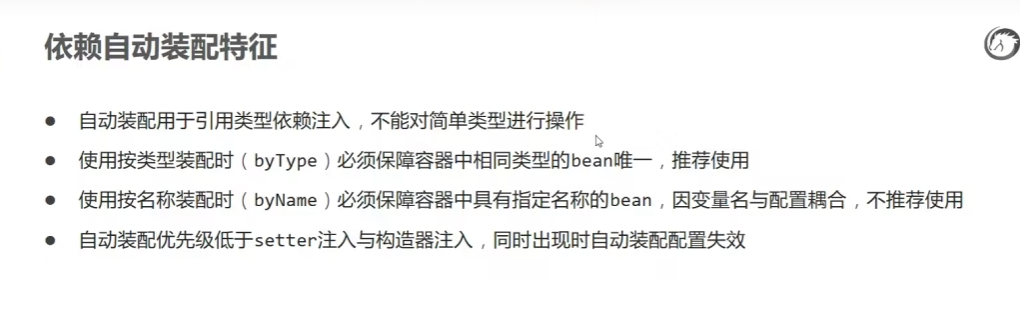 依赖自动装配特征
● 自动装配用于引用类型依赖注入，不能对简单类型进行操作
● 使用按类型装配时（byType）必须保障容器中相同类型的bean唯一，推荐使用
● 使用按名称装配时（byName）必须保障容器中具有指定名称的bean，因变量名与配置耦合，不推荐使用
● 自动装配优先级低于setter注入与构造器注入，同时出现时自动装配配置失效